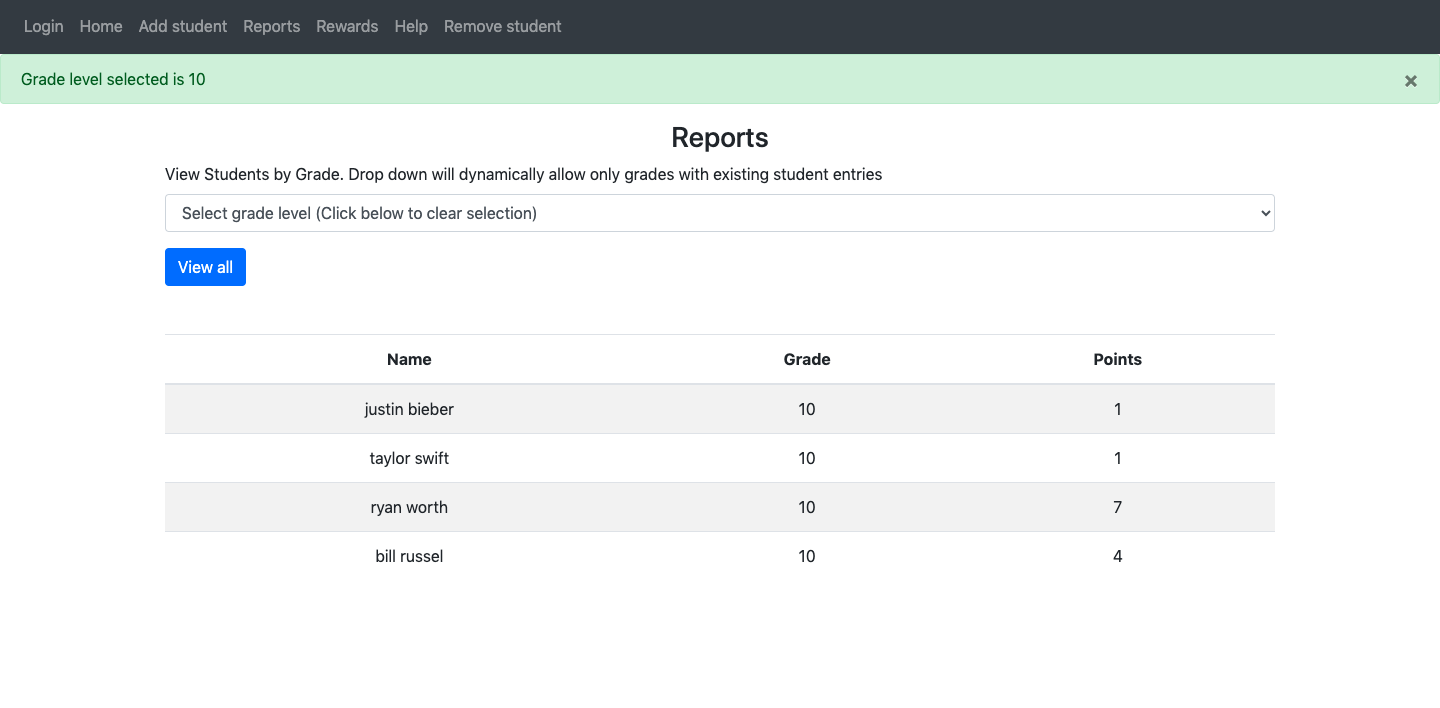 Login Home Add student Reports Rewards Help Remove student
Grade level selected is 10 ×
Reports
View Students by Grade. Drop down will dynamically allow only grades with existing student entries
Select grade level (Click below to clear selection)
View all
Name Grade Points
justin bieber 10 1
taylor swift 10 1
ryan worth 10 7
bill russel 10 4